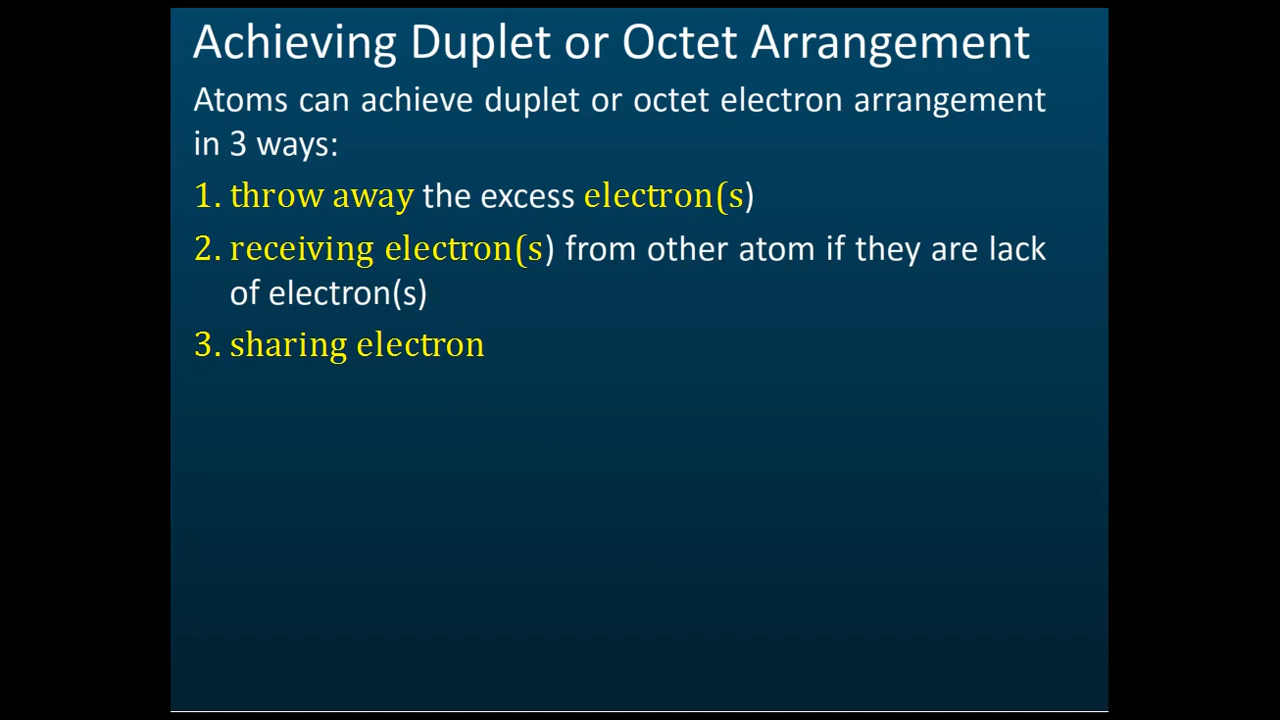 Achieving Duplet or Octet Arrangement
Atoms can achieve duplet or octet electron arrangement
in 3 ways:
1. throw away the excess electron(s)
2. receiving electron(s) from other atom if they are lack
of electron(s)
3. sharing electron